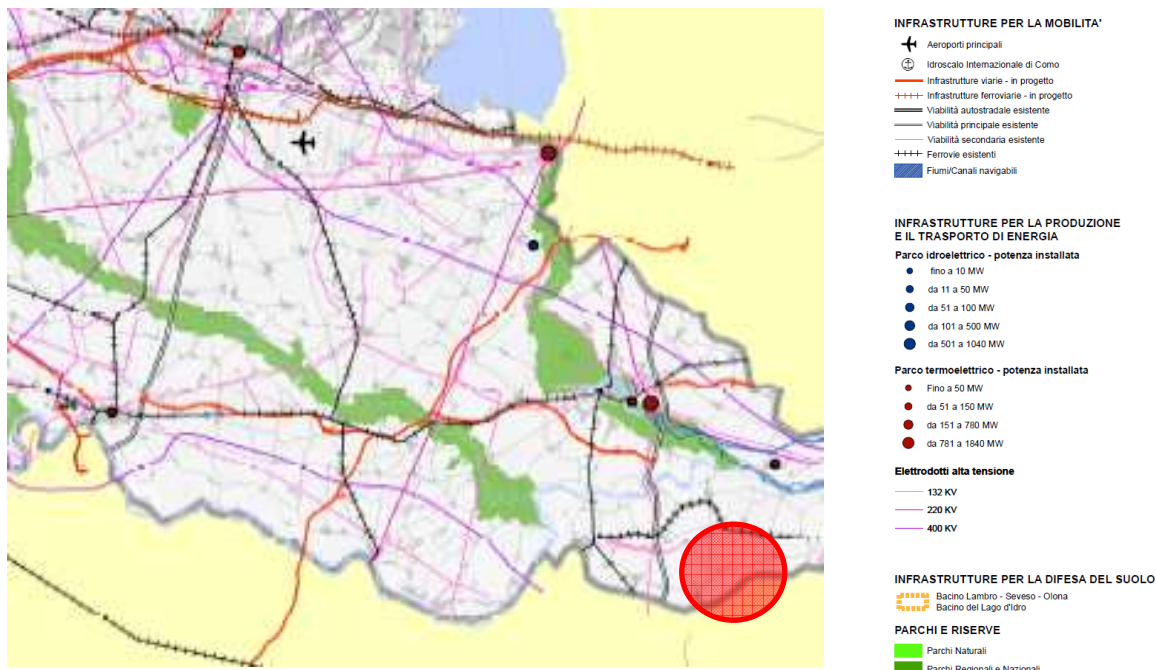 INFRASTRUTTURE PER LA MOBILITA'
Aeroporti principali
Idroscalo Internazionale di Como
Infrastrutture viarie - in progetto
Infrastrutture ferroviarie - in progetto
Viabilità autostradale esistente
Viabilità principale esistente
Viabilità secondaria esistente
Ferrovie esistenti
Fiumi/Canali navigabili
INFRASTRUTTURE PER LA PRODUZIONE
E IL TRASPORTO DI ENERGIA
Parco idroelettrico - potenza installata
fino a 10 MW
da 11 a 50 MW
da 51 a 100 MW
da 101 a 500 MW
da 501 a 1040 MW
Parco termoelettrico - potenza installata
Fino a 50 MW
da 51 a 150 MW
da 151 a 780 MW
da 781 a 1840 MW
Elettrodotti alta tensione
132 KV
220 KV
400 KV
INFRASTRUTTURE PER LA DIFESA DEL SUOLO
Bacino Lambro - Seveso - Olona
Bacino del Lago d'Idro
PARCHI E RISERVE
Parchi Naturali
Parchi Regionali e Nazionali